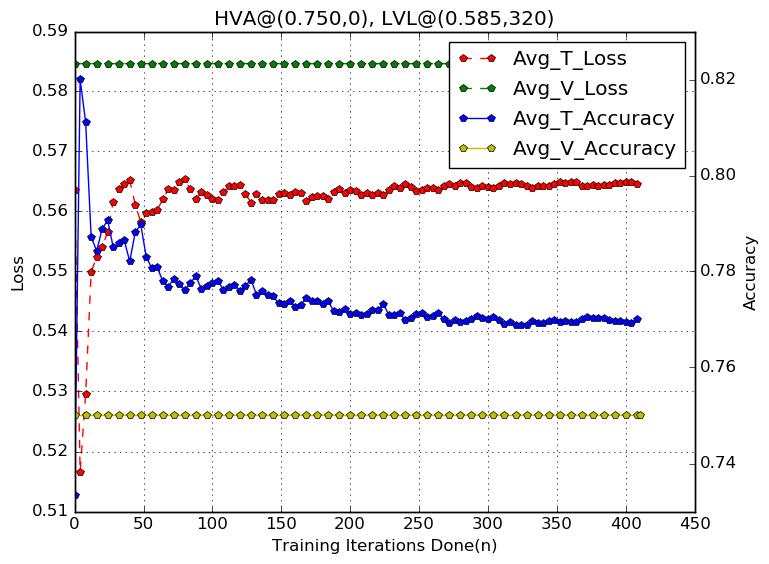 HVA@(0.750,0), LVL@(0.585,320)
0.59
0.58
0.57
0.56
0.55
0.54
0.53
0.52
0.51
Loss
Avg_T_Loss
Avg_V_Loss
Avg_T_Accuracy
Avg_V_Accuracy
0.82
0.80
0.78
0.76
0.74
Accuracy
0 50 100 150 200 250 300 350 400 450
Training Iterations Done(n)